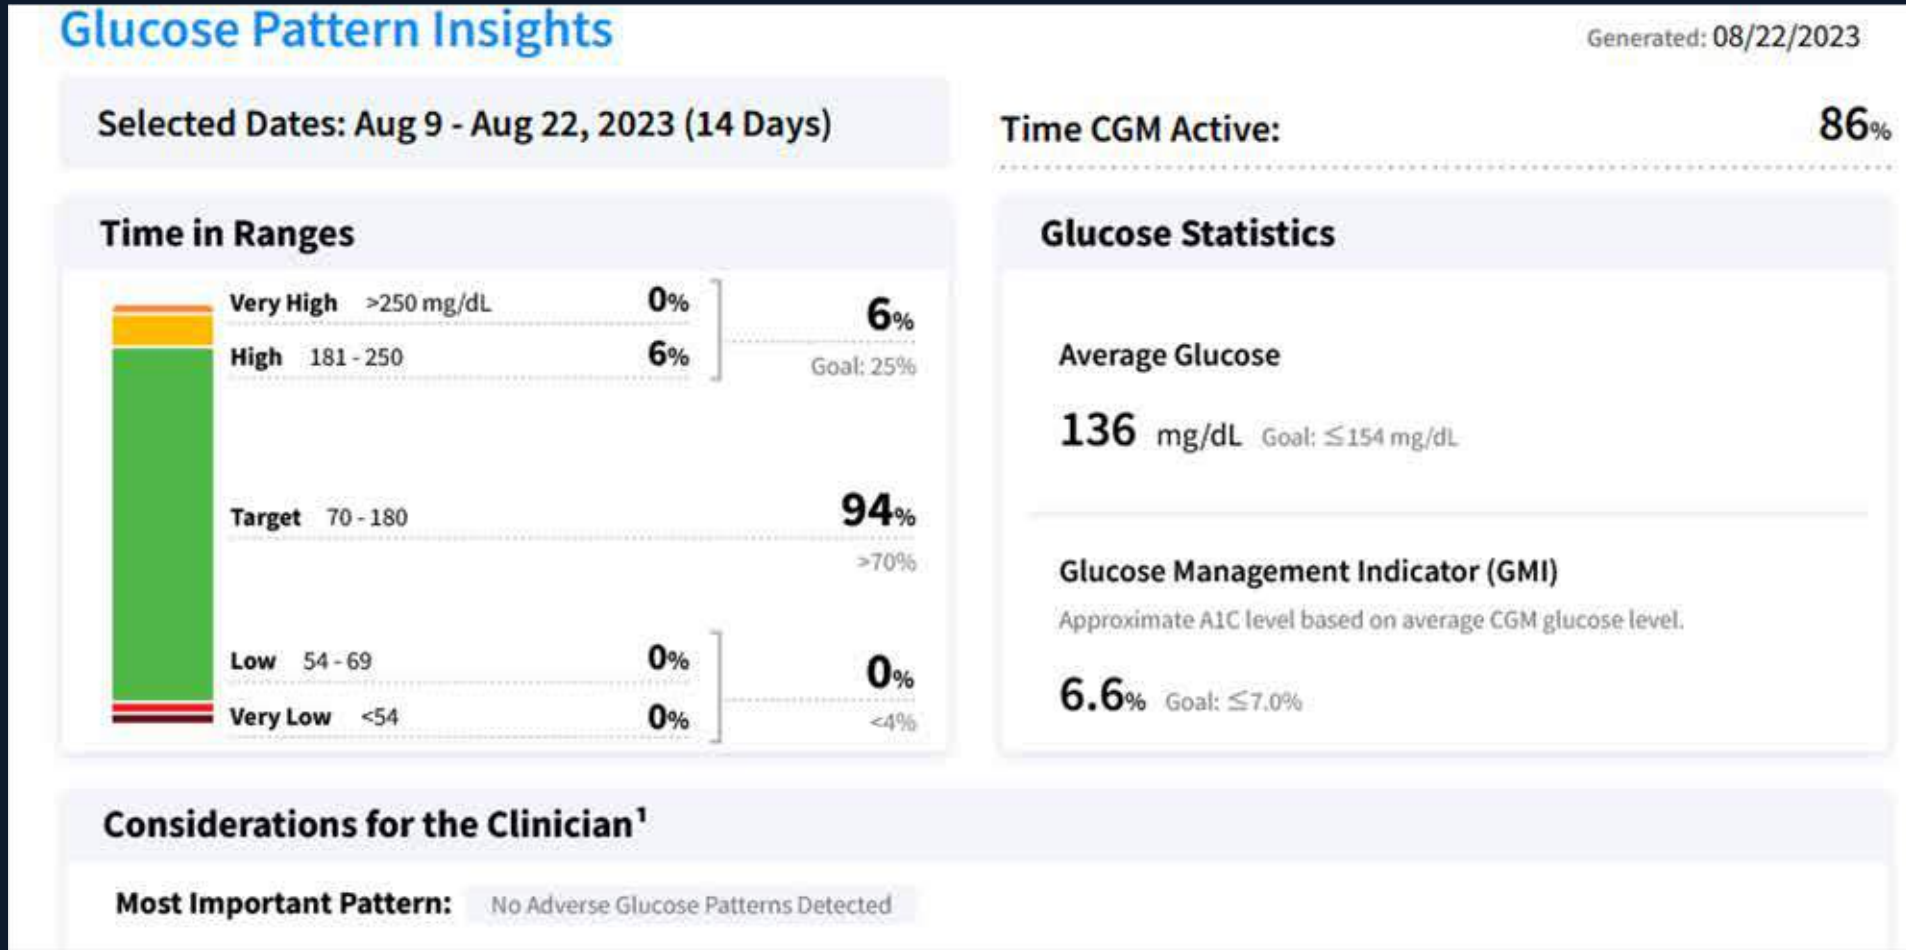 Glucose Pattern Insights
Generated: 08/22/2023
Selected Dates: Aug 9 - Aug 22, 2023 (14 Days)
Time CGM Active: 86%
Time in Ranges
Very High >250 mg/dL 0%
High 181 - 250 6%
6%
Goal: 25%
Target 70 - 180 94%
>70%
Low 54 - 69 0%
Very Low <54 0%
0%
<4%
Glucose Statistics
Average Glucose
136 mg/dL Goal: ≤154 mg/dL
Glucose Management Indicator (GMI)
Approximate A1C level based on average CGM glucose level.
6.6% Goal: ≤7.0%
Considerations for the Clinician¹
Most Important Pattern: No Adverse Glucose Patterns Detected